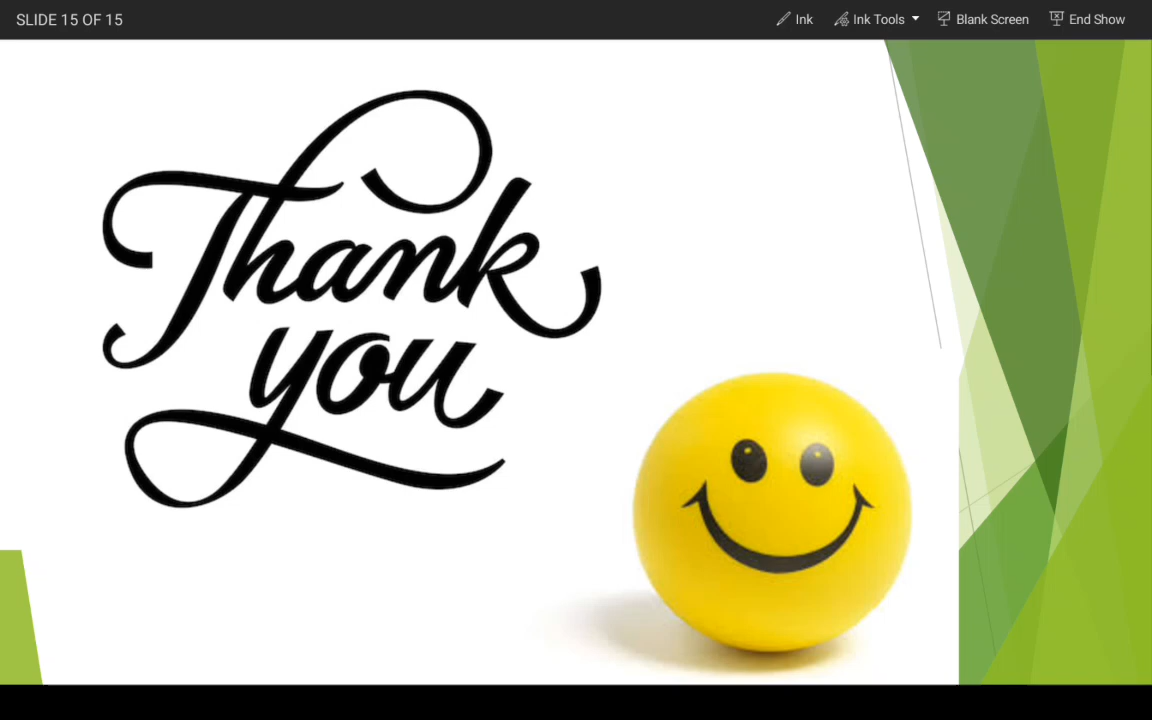 SLIDE 15 OF 15
Ink
Ink Tools
Blank Screen
End Show
Thank
you